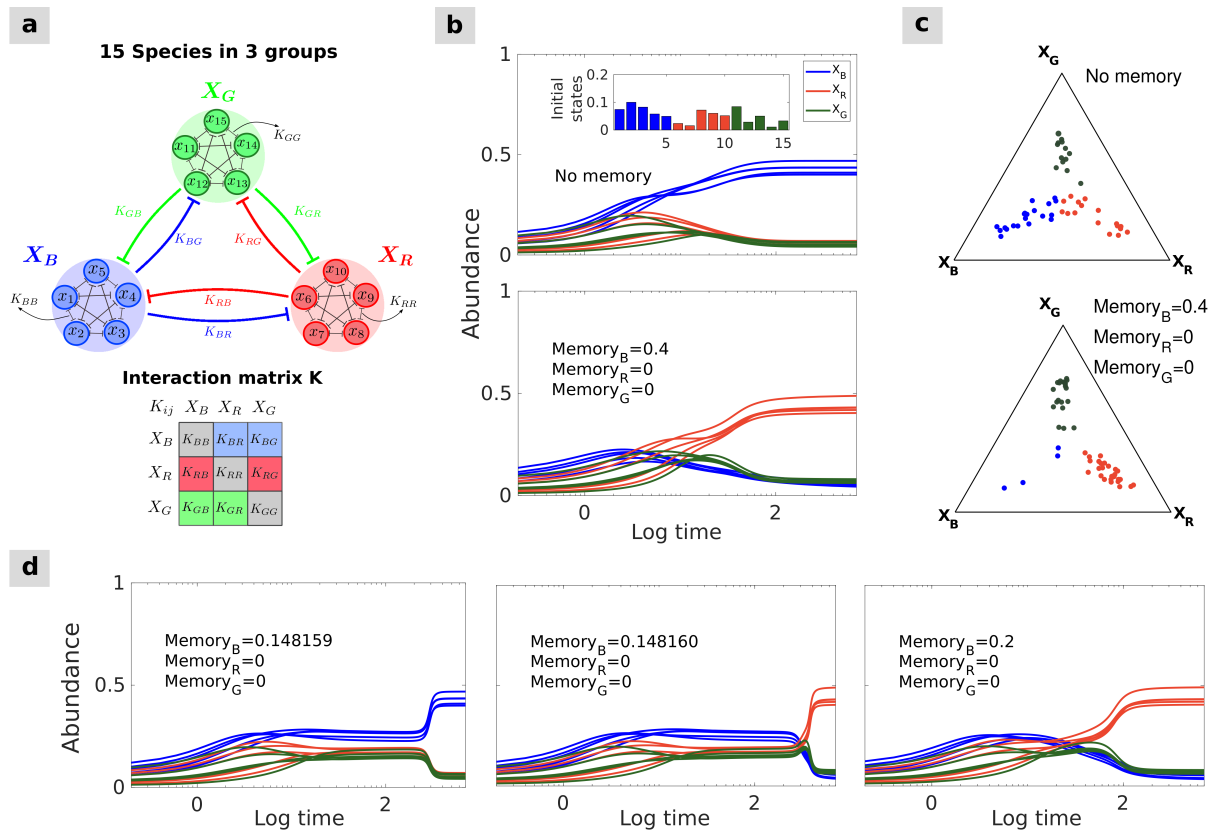 a
15 Species in 3 groups
X_G
x15
x11
x14
x12
x13
K_GG
K_GB
K_BG
K_RG
K_GR
X_B
X_R
x5
x1
x4
x2
x3
K_BB
x10
x6
x9
x7
x8
K_RR
K_RB
K_BR
Interaction matrix K
K_ij X_B X_R X_G
X_B K_BB K_BR K_BG
X_R K_RB K_RR K_RG
X_G K_GB K_GR K_GG
b
1
0.5
0
Abundance
0.2
0.1
0
Initial
states
5 10 15
X_B
X_R
X_G
No memory
1
0.5
0
Memory_B=0.4
Memory_R=0
Memory_G=0
0 2
Log time
c
X_G
No memory
X_B
X_R
X_G
Memory_B=0.4
Memory_R=0
Memory_G=0
X_B
X_R
d
1
0.5
0
Abundance
Memory_B=0.148159
Memory_R=0
Memory_G=0
0 2
Log time
Memory_B=0.148160
Memory_R=0
Memory_G=0
0 2
Log time
Memory_B=0.2
Memory_R=0
Memory_G=0
0 2
Log time